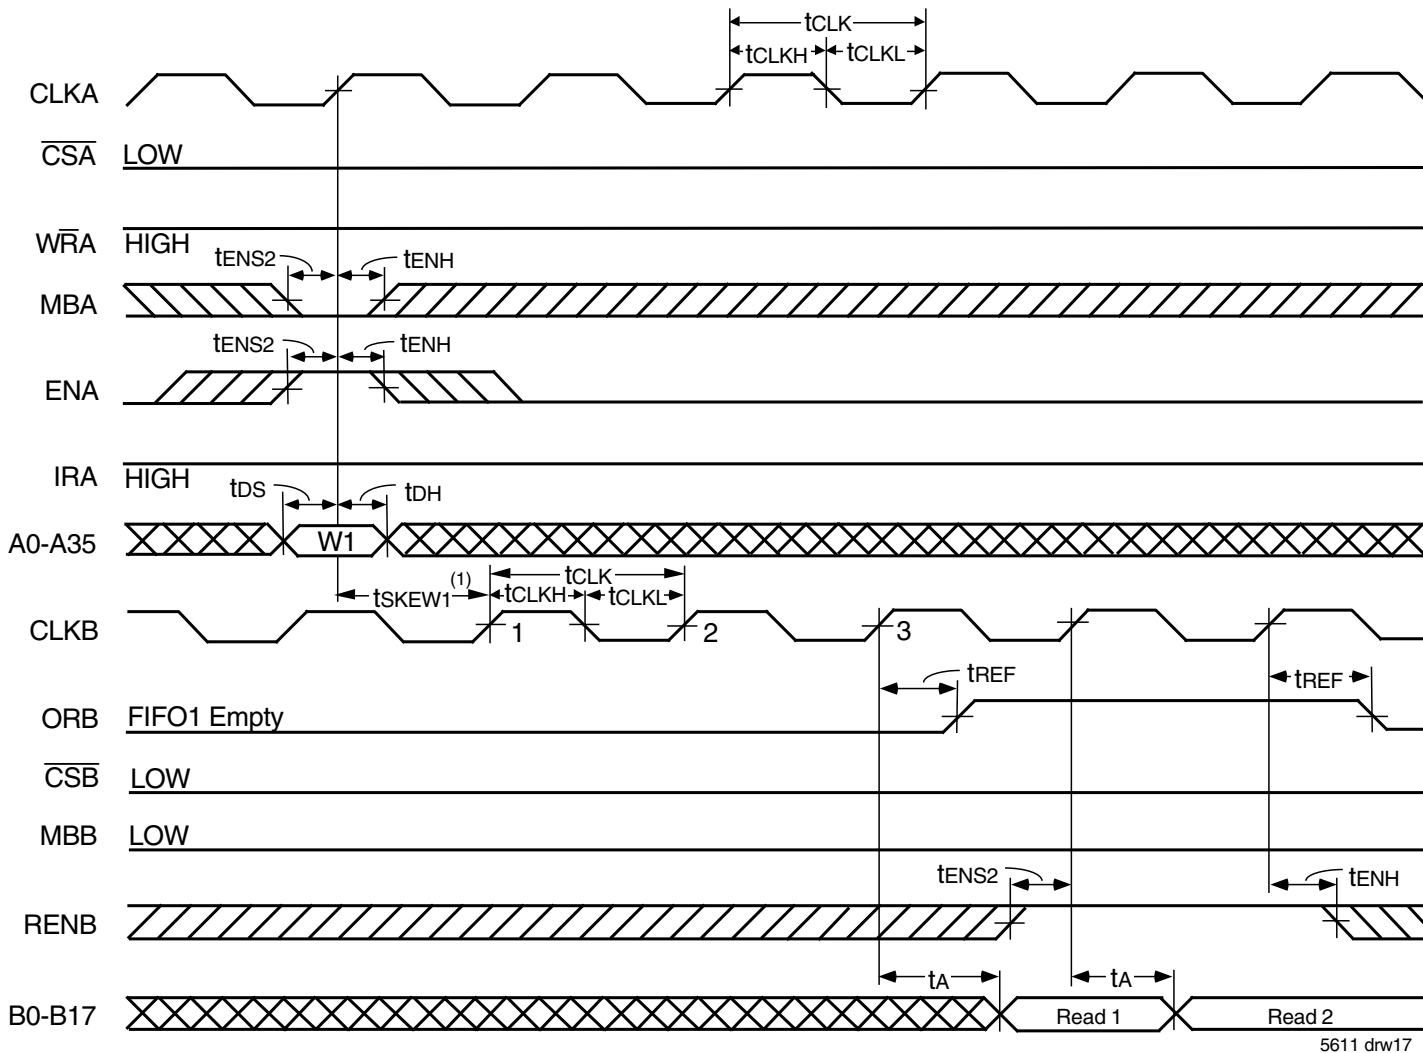 tCLK
tCLKH tCLKL
CLKA
CSA LOW
WRA HIGH
tENS2 tENH
MBA
tENS2 tENH
ENA
IRA HIGH
tDS tDH
A0-A35 W1
tSKEW1(1) tCLK
tCLKH tCLKL
CLKB 1 2 3
tREF tREF
ORB FIFO1 Empty
CSB LOW
MBB LOW
tENS2 tENH
RENB
tA tA
B0-B17 Read 1 Read 2
5611 drw17